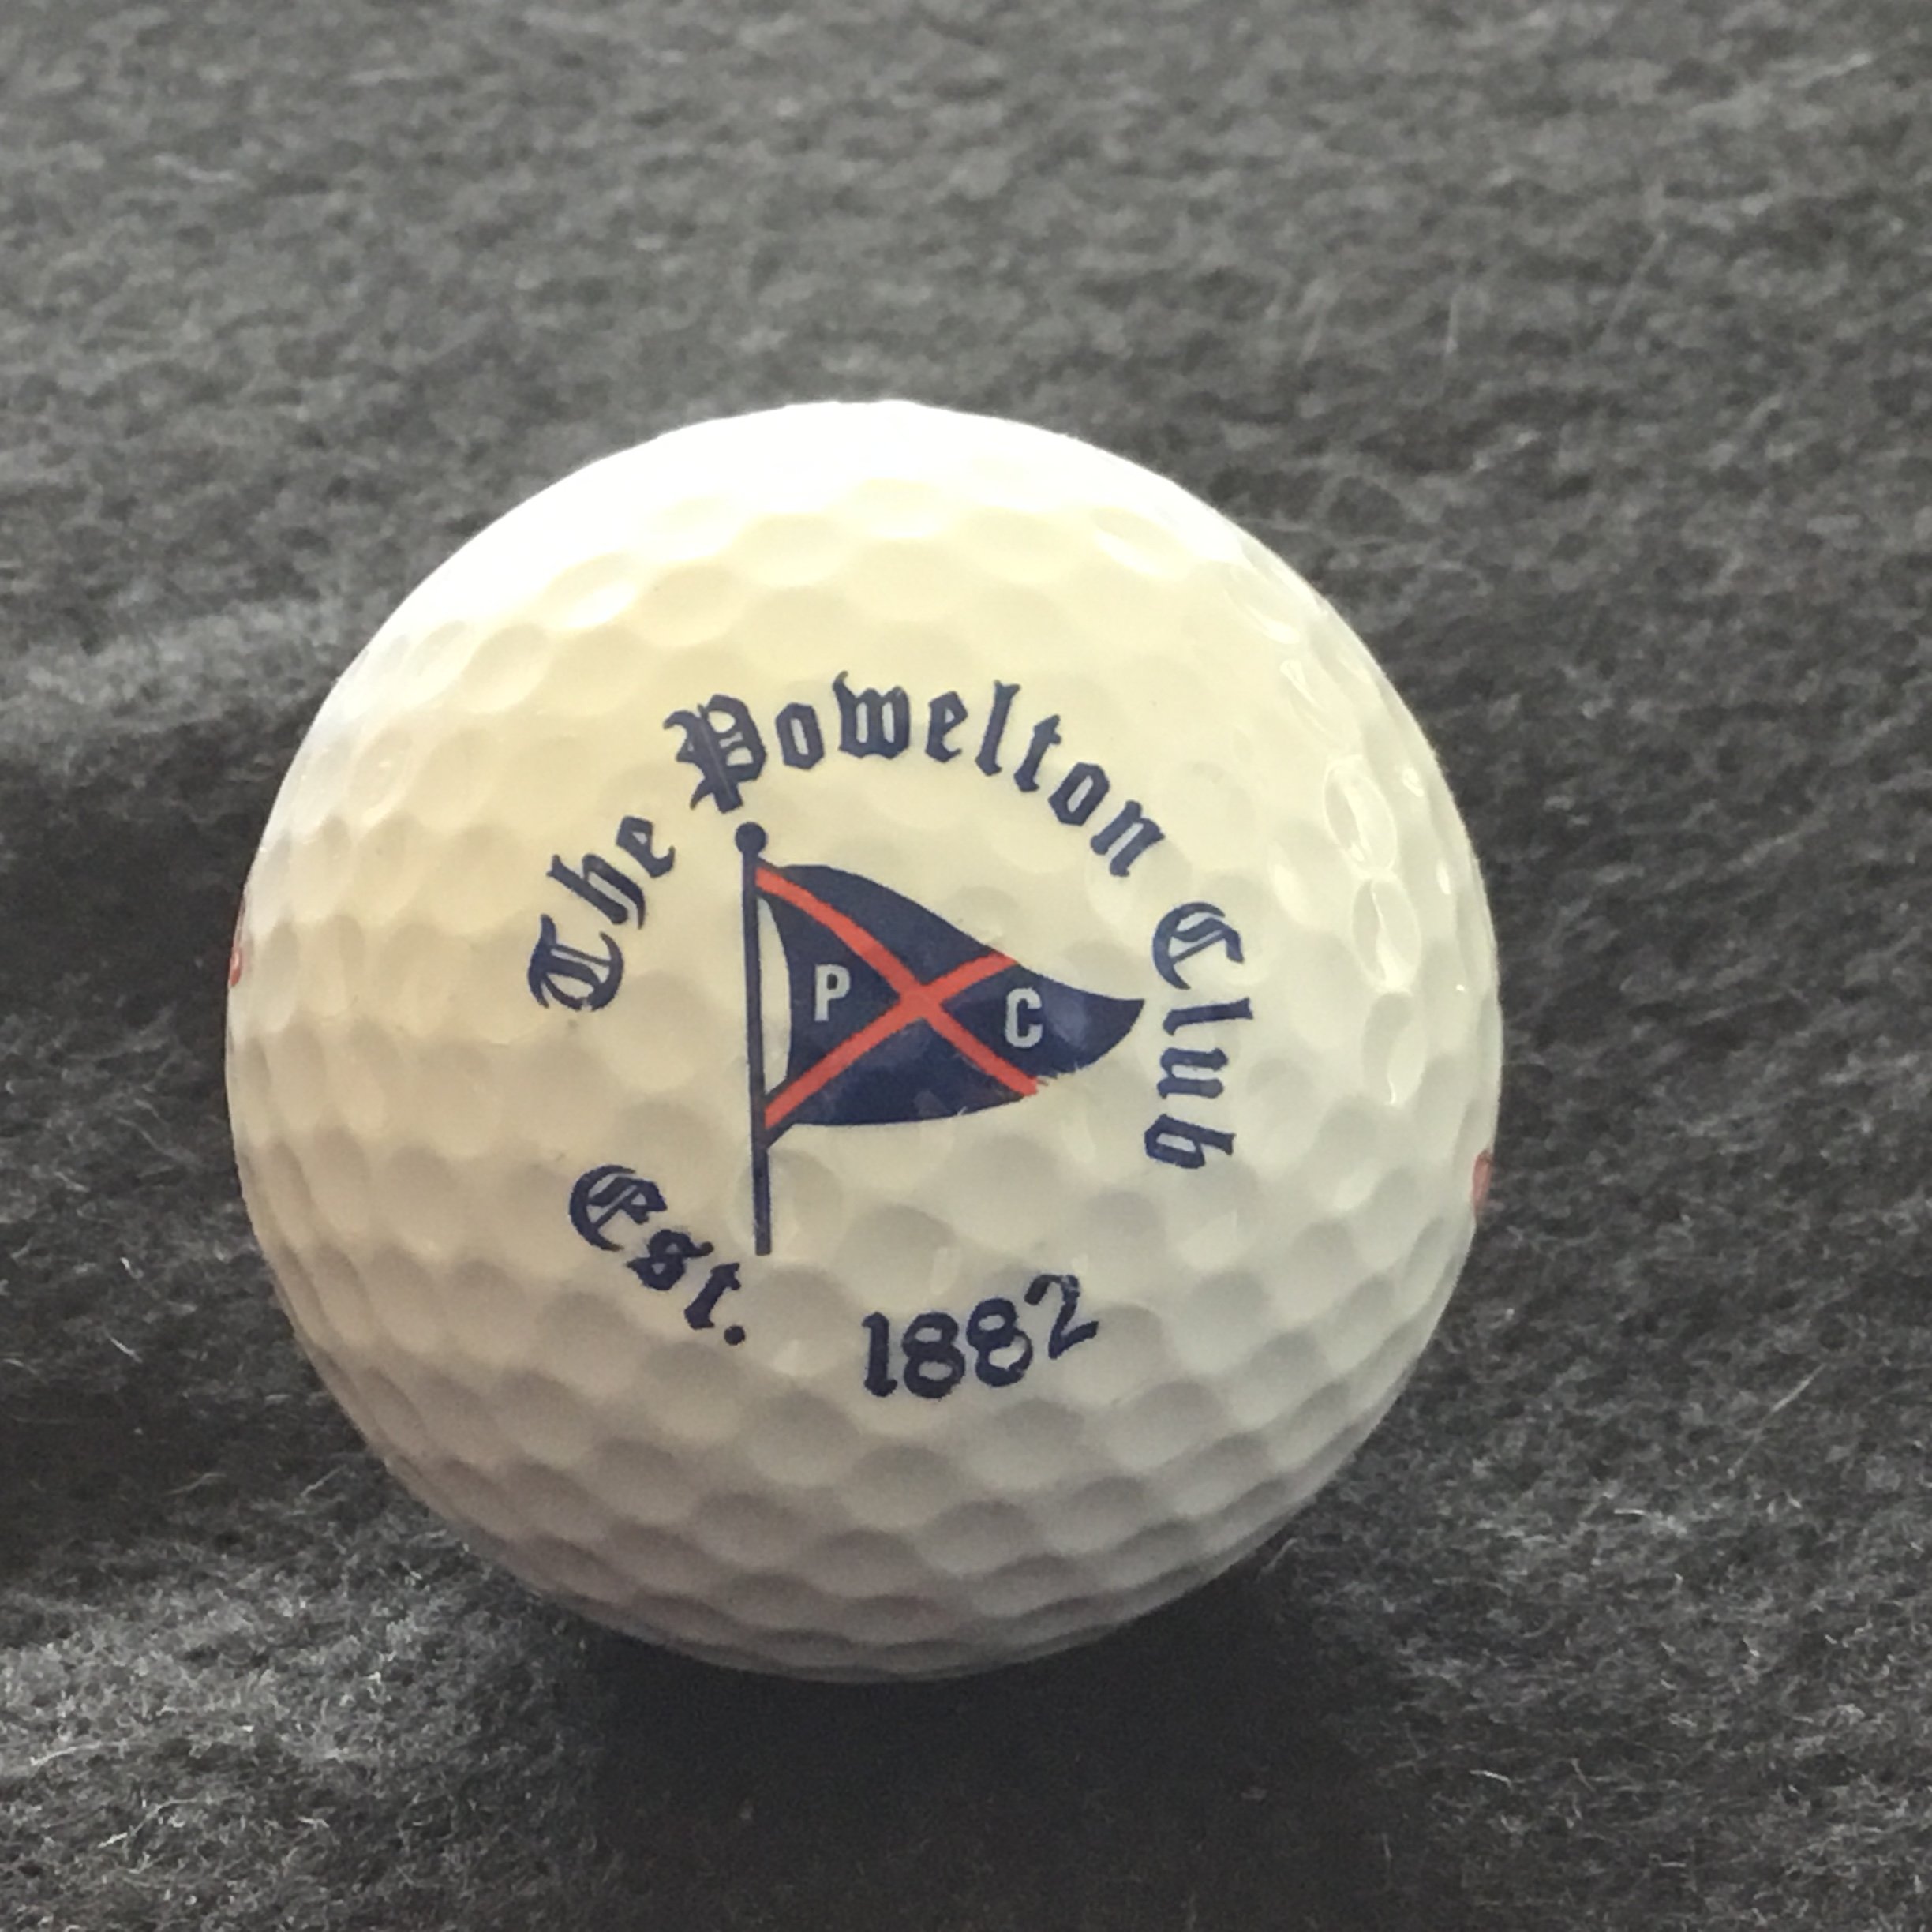 The Powelton Club
P C
Est. 1882